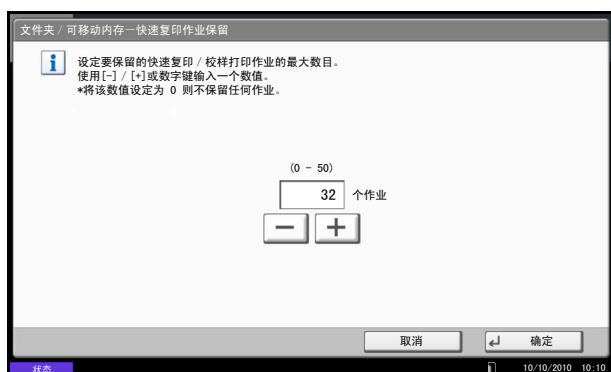 文件夹/可移动内存－快速复印作业保留
设定要保留的快速复印/校样打印作业的最大数目。
使用[-]/[+]或数字键输入一个数值。
*将该数值设定为 0 则不保留任何作业。
(0 - 50)
32 个作业
取消 确定
状态 10/10/2010 10:10